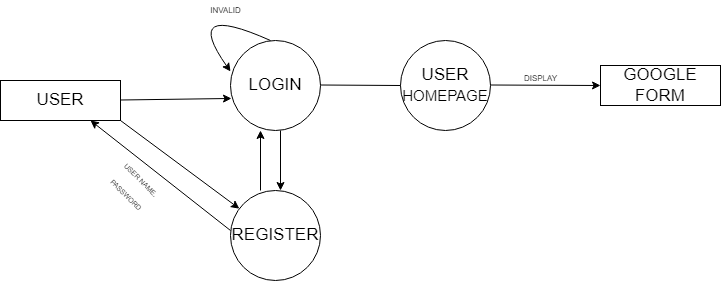 INVALID
USER
LOGIN
USER
HOMEPAGE
DISPLAY
GOOGLE
FORM
USER NAME,
PASSWORD
REGISTER